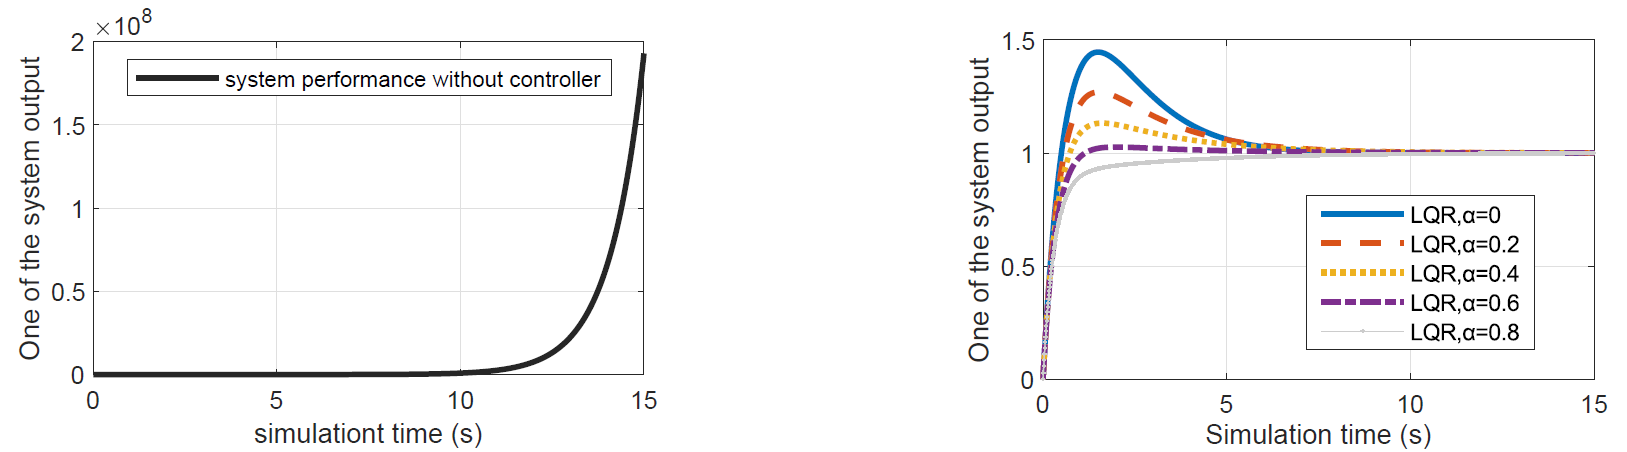 ×10⁸
2
1.5
1
0.5
0
0
5
10
15
One of the system output
simulationt time (s)
system performance without controller
1.5
1
0.5
0
0
5
10
15
One of the system output
Simulation time (s)
LQR,α=0
LQR,α=0.2
LQR,α=0.4
LQR,α=0.6
LQR,α=0.8